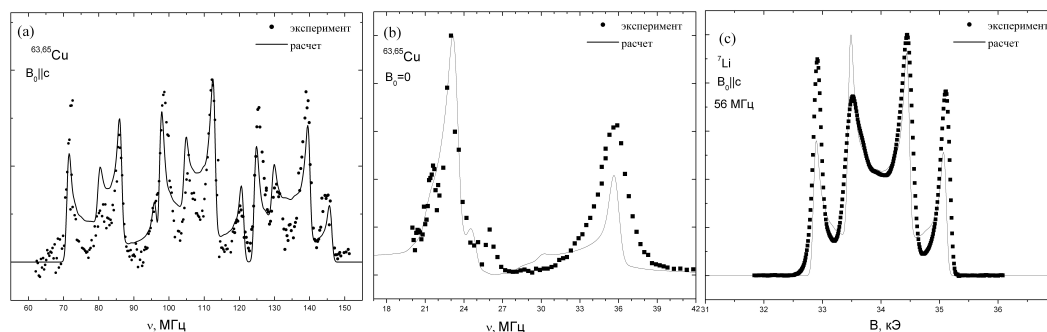 (a)
эксперимент
расчет
63,65Cu
B0||c
60 70 80 90 100 110 120 130 140 150
ν, МГц
(b)
эксперимент
расчет
63,65Cu
B0=0
18 21 24 27 30 33 36 39 42
ν, МГц
(c)
эксперимент
расчет
7Li
B0||c
56 МГц
31 32 33 34 35 36
B, кЭ